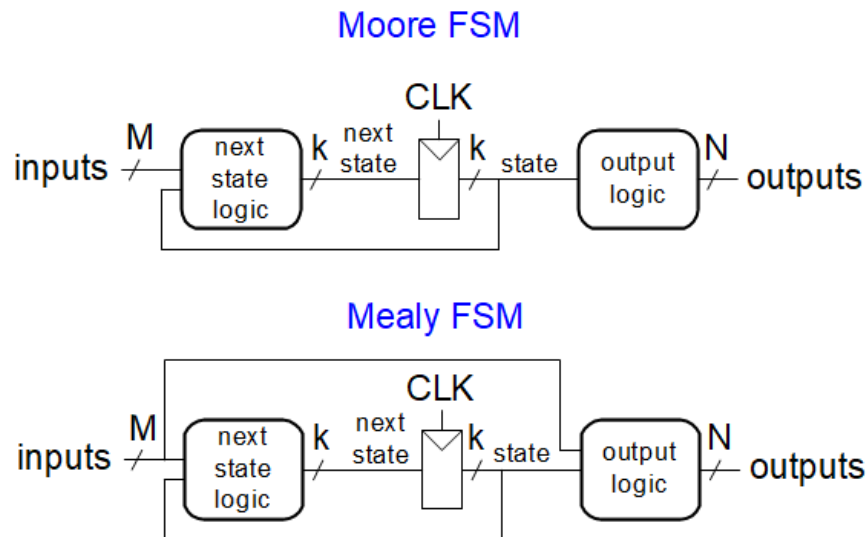 Moore FSM
CLK
inputs
M
next
state
logic
k
next
state
k
state
output
logic
N
outputs
Mealy FSM
CLK
inputs
M
next
state
logic
k
next
state
k
state
output
logic
N
outputs